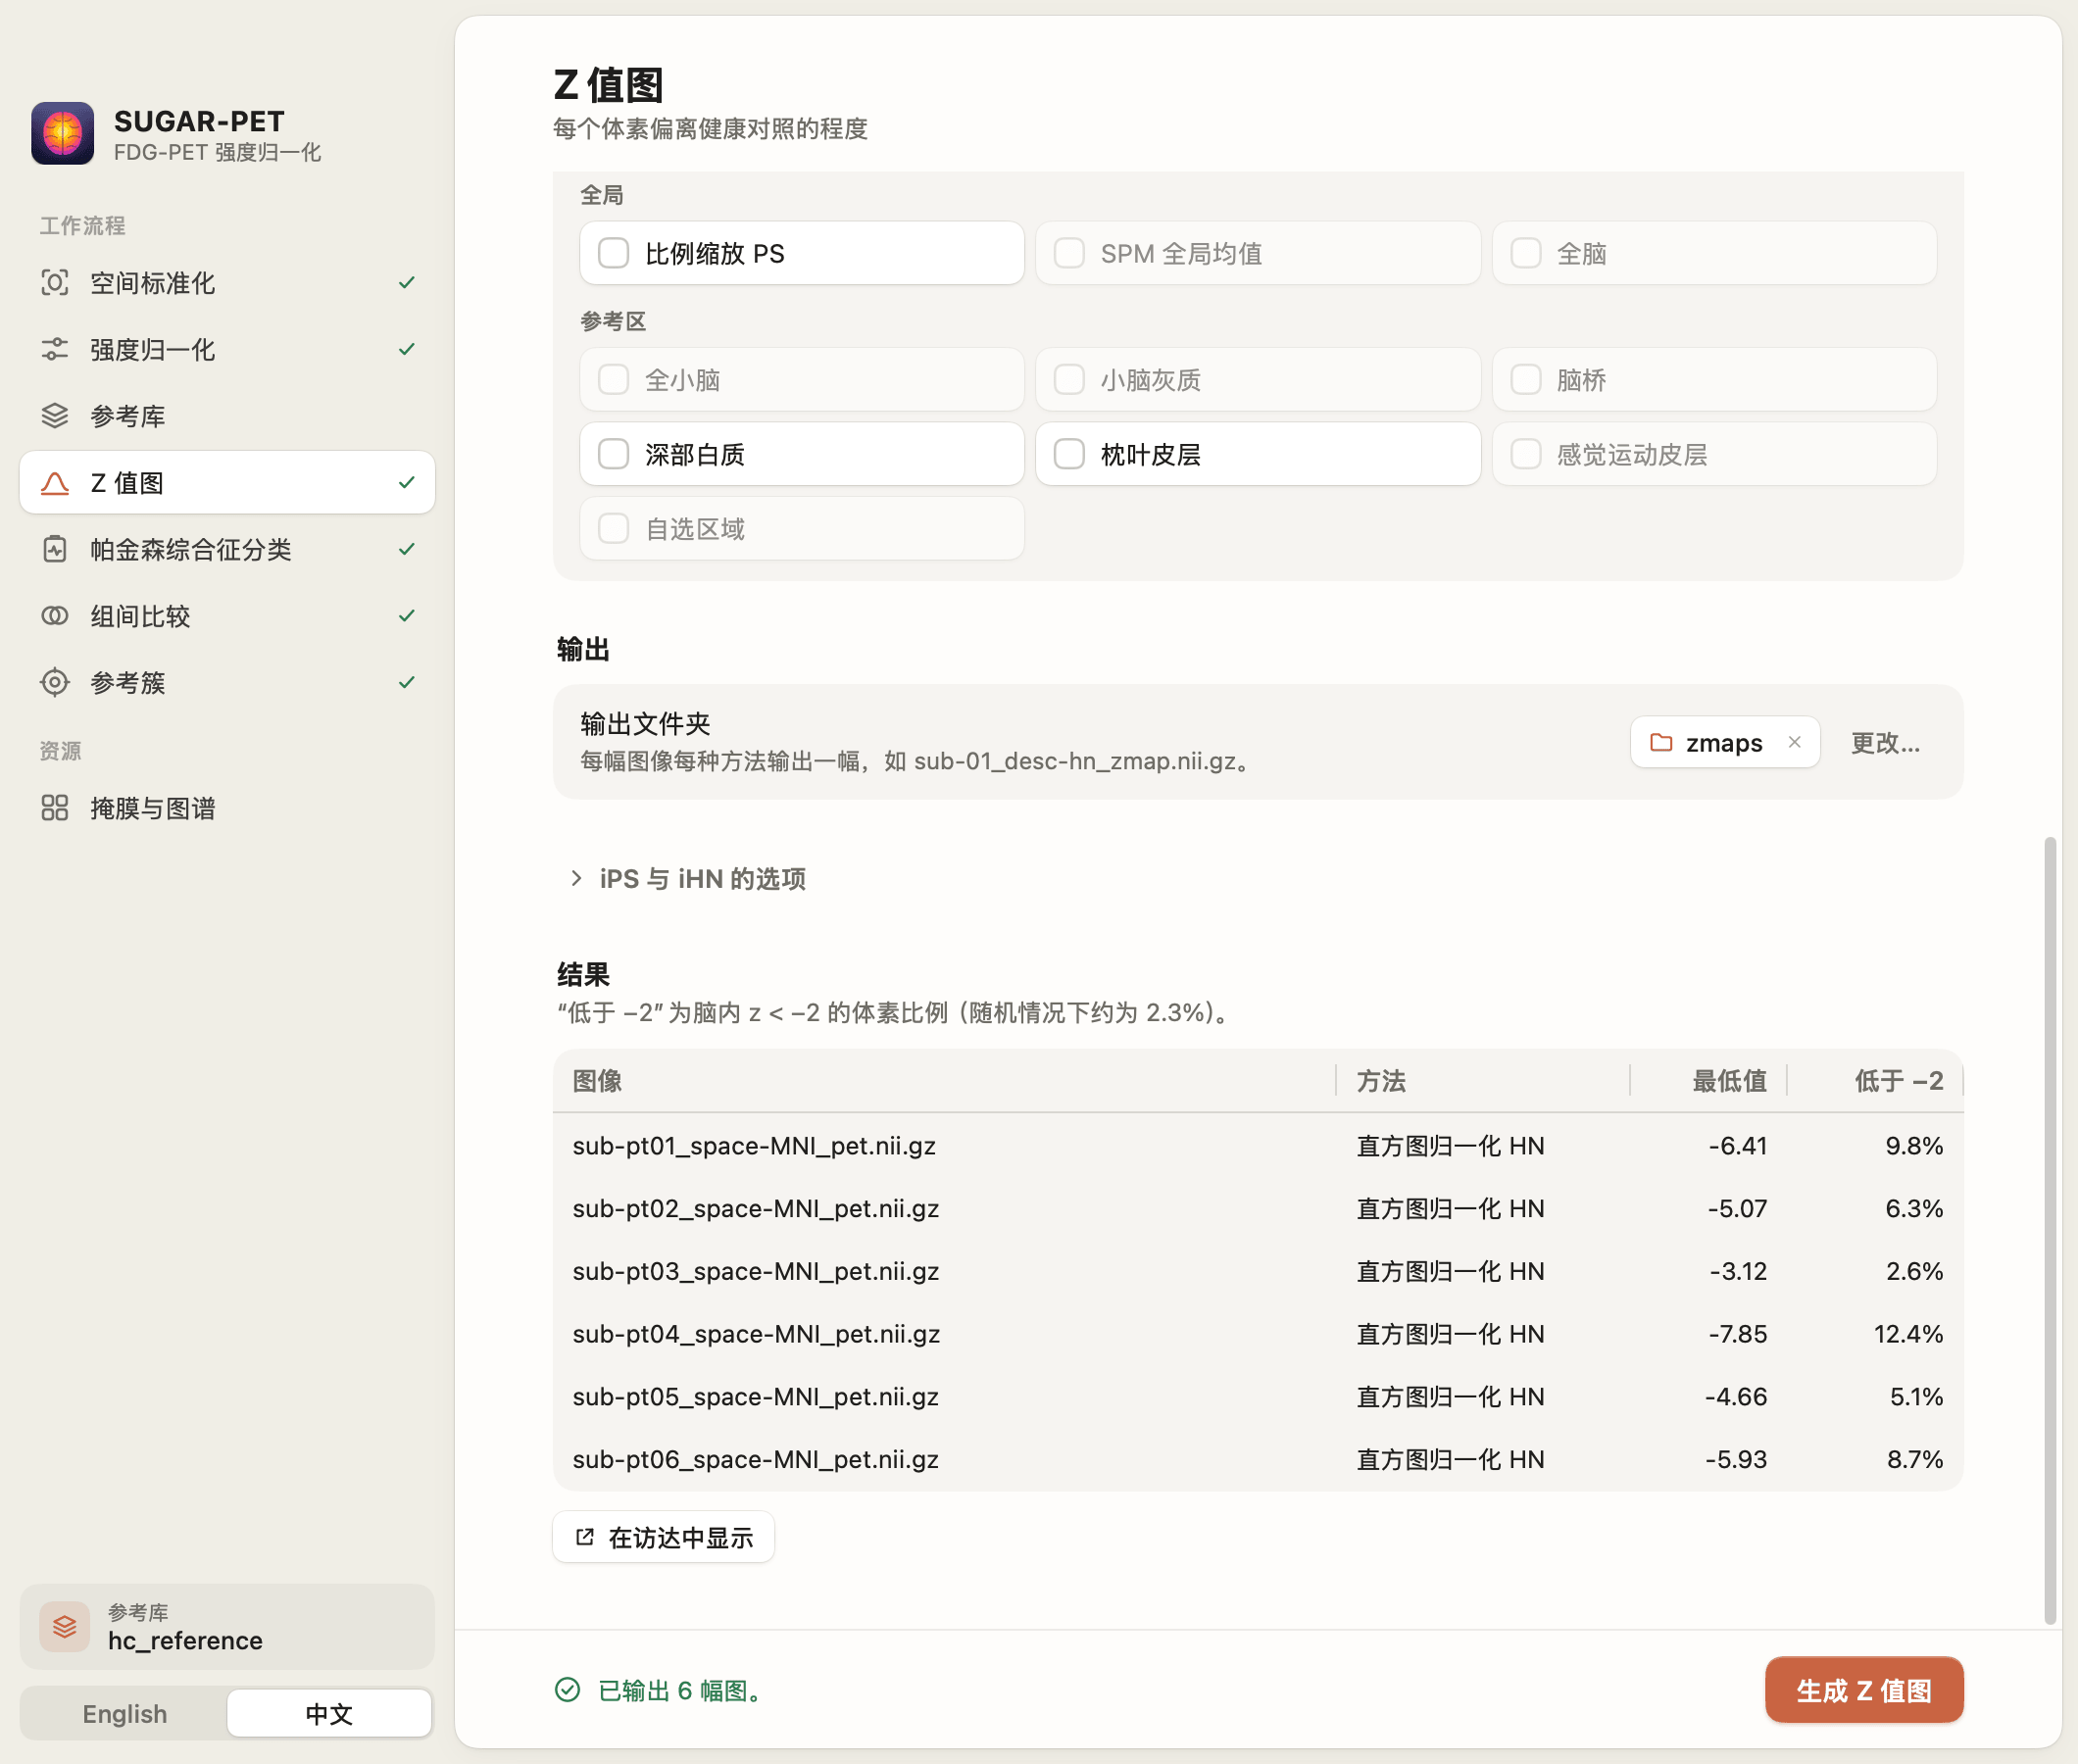 SUGAR-PET
FDG-PET 强度归一化
工作流程
空间标准化
强度归一化
参考库
Z 值图
帕金森综合征分类
组间比较
参考簇
资源
掩膜与图谱
参考库
hc_reference
English
中文
Z 值图
每个体素偏离健康对照的程度
全局
比例缩放 PS
SPM 全局均值
全脑
参考区
全小脑
小脑灰质
脑桥
深部白质
枕叶皮层
感觉运动皮层
自选区域
输出
输出文件夹
每幅图像每种方法输出一幅，如 sub-01_desc-hn_zmap.nii.gz。
zmaps
更改...
iPS 与 iHN 的选项
结果
“低于 −2” 为脑内 z < −2 的体素比例（随机情况下约为 2.3%）。
图像 方法 最低值 低于 −2
sub-pt01_space-MNI_pet.nii.gz 直方图归一化 HN -6.41 9.8%
sub-pt02_space-MNI_pet.nii.gz 直方图归一化 HN -5.07 6.3%
sub-pt03_space-MNI_pet.nii.gz 直方图归一化 HN -3.12 2.6%
sub-pt04_space-MNI_pet.nii.gz 直方图归一化 HN -7.85 12.4%
sub-pt05_space-MNI_pet.nii.gz 直方图归一化 HN -4.66 5.1%
sub-pt06_space-MNI_pet.nii.gz 直方图归一化 HN -5.93 8.7%
在访达中显示
已输出 6 幅图。
生成 Z 值图